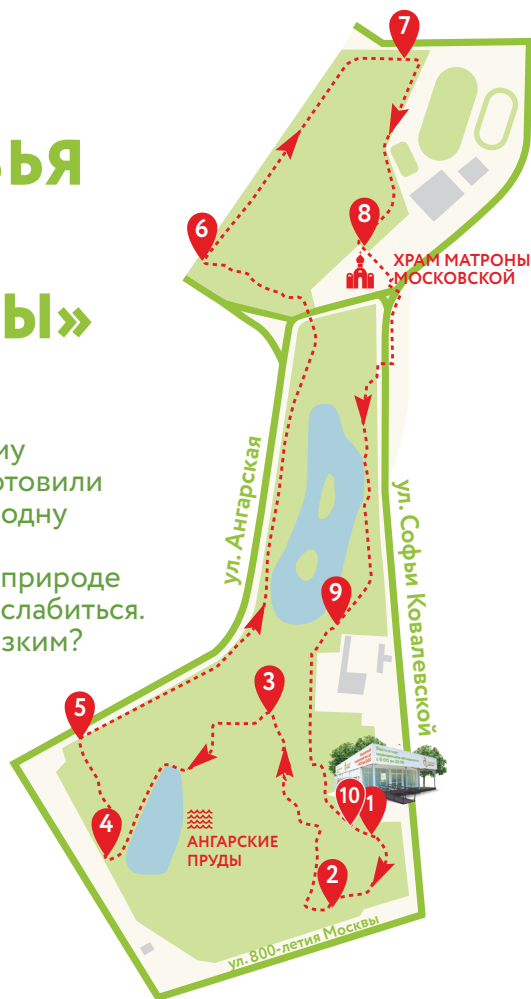 ЬЯ
Ы»
му
отовили
одну
природе
слабиться.
зким?
7
6
8
ХРАМ МАТРОНЫ
МОСКОВСКОЙ
ул. Ангарская
ул. Софьи Ковалевской
9
3
5
4
АНГАРСКИЕ
ПРУДЫ
10
1
2
ул. 800-летия Москвы